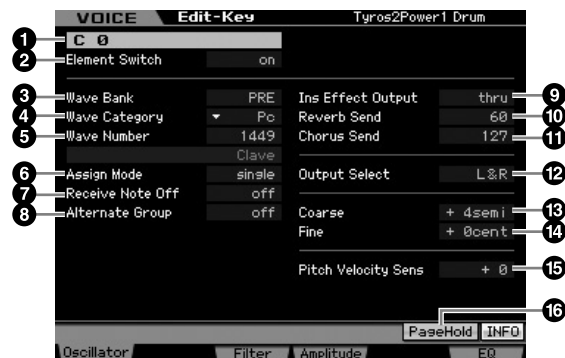 VOICE Edit-Key Tyros2Power1 Drum
1 C 0
2 Element Switch on
3 Wave Bank PRE
4 Wave Category Pc
5 Wave Number 1449
Clave
6 Assign Mode single
7 Receive Note Off off
8 Alternate Group off
Ins Effect Output thru 9
Reverb Send 60 10
Chorus Send 127 11
Output Select L&R 12
Coarse + 4semi 13
Fine + 0cent 14
Pitch Velocity Sens + 0 15
16
PageHold INFO
Oscillator Filter Amplitude EQ